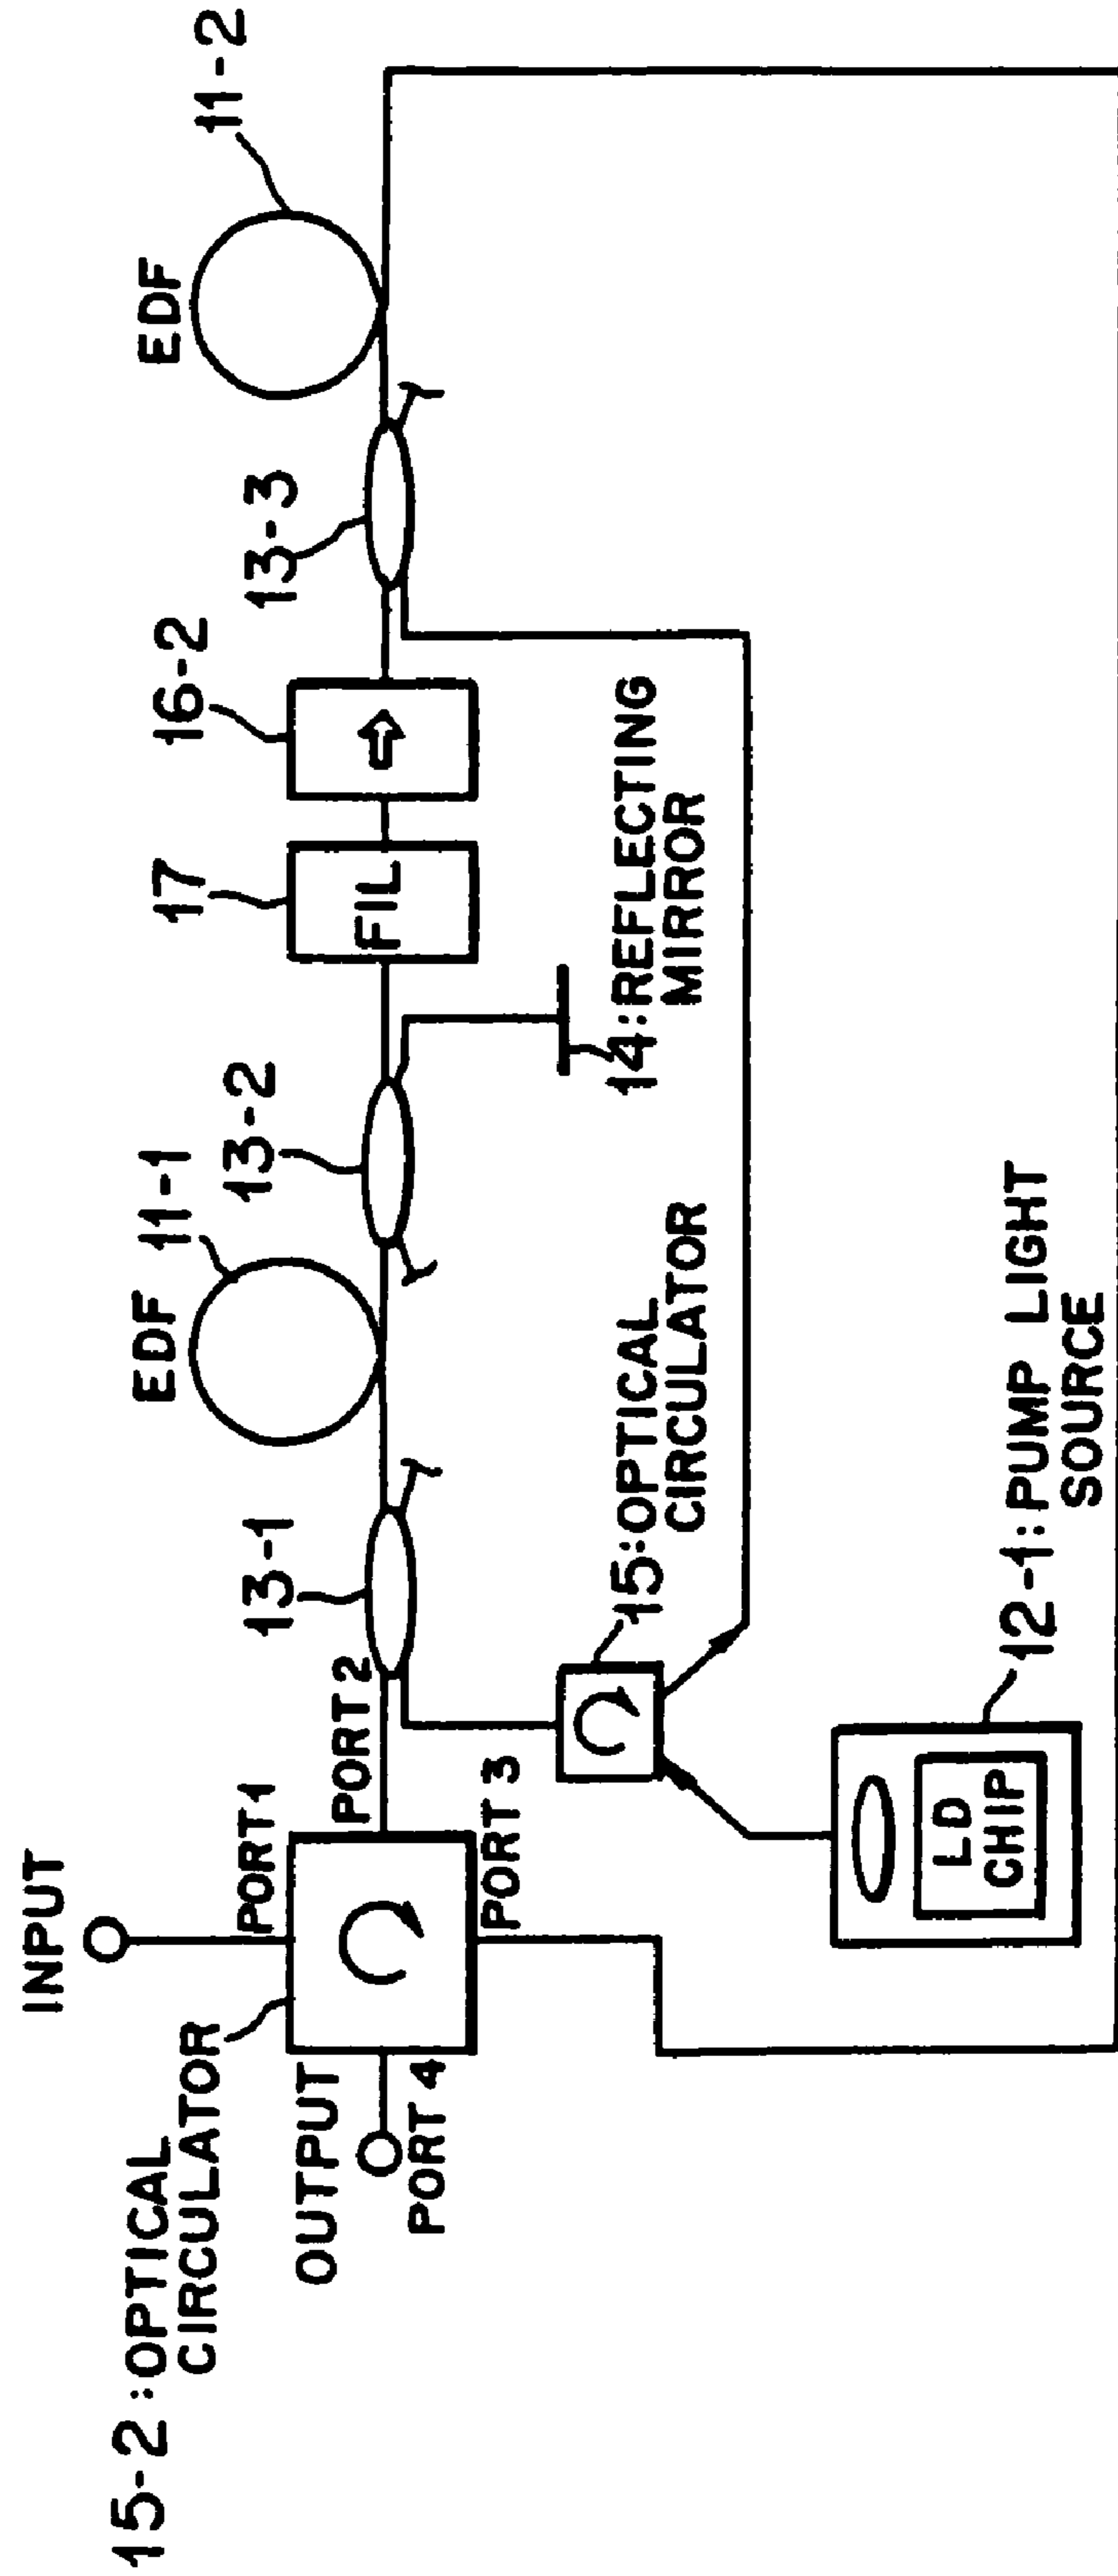 15-2:OPTICAL
CIRCULATOR
INPUT
OUTPUT
PORT 4
PORT 1
PORT 2
PORT 3
13-1
EDF
11-1
13-2
17
FIL
16-2
13-3
EDF
11-2
14:REFLECTING
MIRROR
15:OPTICAL
CIRCULATOR
12-1:PUMP LIGHT
SOURCE
LD
CHIP